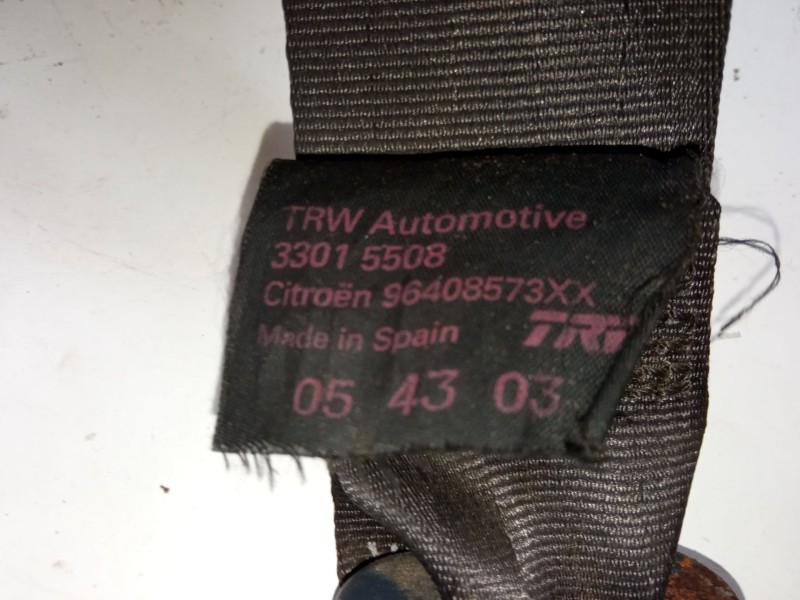 TRW Automotive
3301 5508
Citroën 96408573XX
Made in Spain TRW
05 43 03